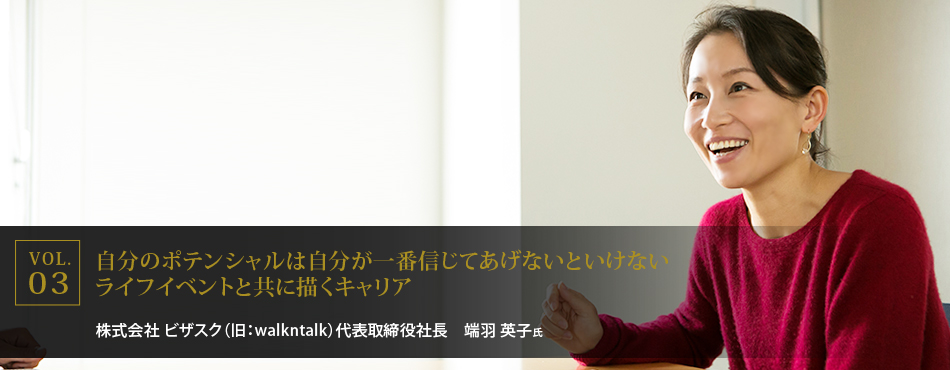 VOL.
03
自分のポテンシャルは自分が一番信じてあげないといけない
ライフイベントと共に描くキャリア
株式会社 ビザスク（旧：walkntalk）代表取締役社長　端羽 英子氏